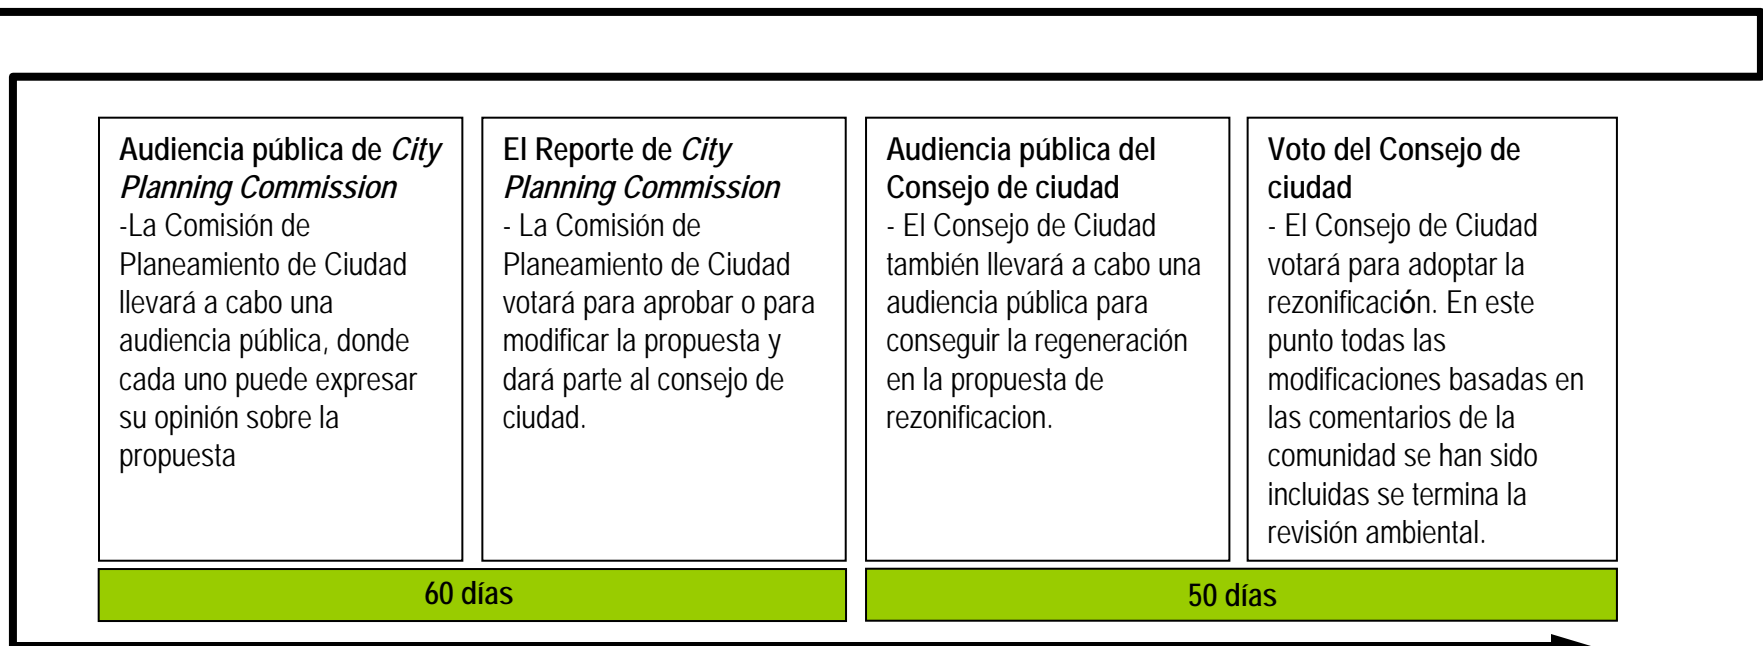 Audiencia pública de City
Planning Commission
-La Comisión de
Planeamiento de Ciudad
llevará a cabo una
audiencia pública, donde
cada uno puede expresar
su opinión sobre la
propuesta
El Reporte de City
Planning Commission
- La Comisión de
Planeamiento de Ciudad
votará para aprobar o para
modificar la propuesta y
dará parte al consejo de
ciudad.
Audiencia pública del
Consejo de ciudad
- El Consejo de Ciudad
también llevará a cabo una
audiencia pública para
conseguir la regeneración
en la propuesta de
rezonificacion.
Voto del Consejo de
ciudad
- El Consejo de Ciudad
votará para adoptar la
rezonificación. En este
punto todas las
modificaciones basadas en
las comentarios de la
comunidad se han sido
incluidas se termina la
revisión ambiental.
60 días
50 días